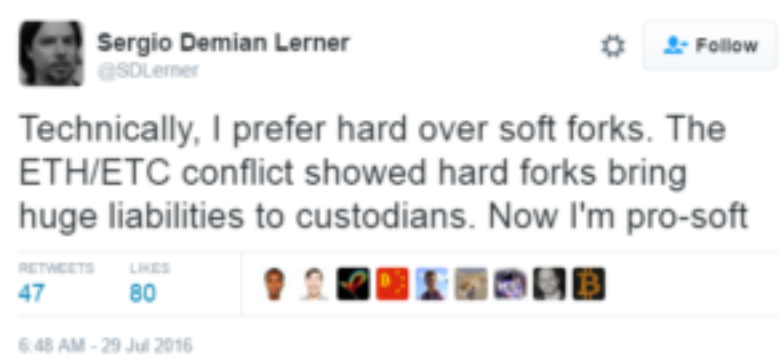 Sergio Demian Lerner
@SDLerner
Follow
Technically, I prefer hard over soft forks. The
ETH/ETC conflict showed hard forks bring
huge liabilities to custodians. Now I'm pro-soft
RETWEETS LIKES
47 80
6:48 AM - 29 Jul 2016